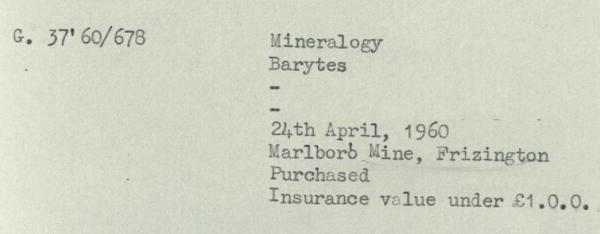 G. 37'60/678
Mineralogy
Barytes
-
-
24th April, 1960
Marlboro Mine, Frizington
Purchased
Insurance value under £1.0.0.